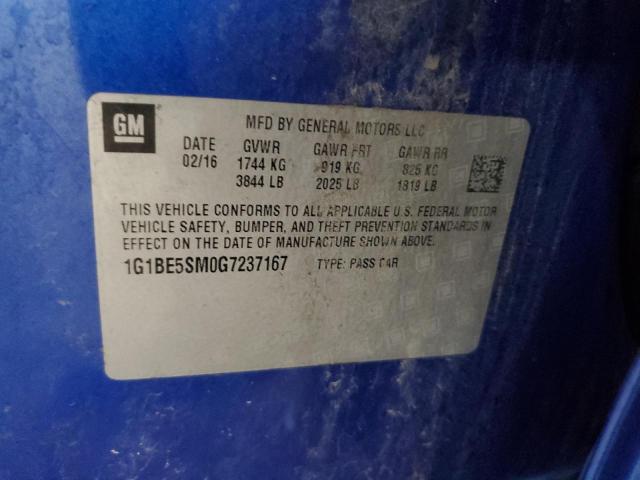 GM
MFD BY GENERAL MOTORS LLC
DATE GVWR GAWR FRT GAWR RR
02/16 1744 KG 919 KG 825 KG
3844 LB 2025 LB 1819 LB
THIS VEHICLE CONFORMS TO ALL APPLICABLE U.S. FEDERAL MOTOR
VEHICLE SAFETY, BUMPER, AND THEFT PREVENTION STANDARDS IN
EFFECT ON THE DATE OF MANUFACTURE SHOWN ABOVE.
1G1BE5SM0G7237167 TYPE: PASS CAR